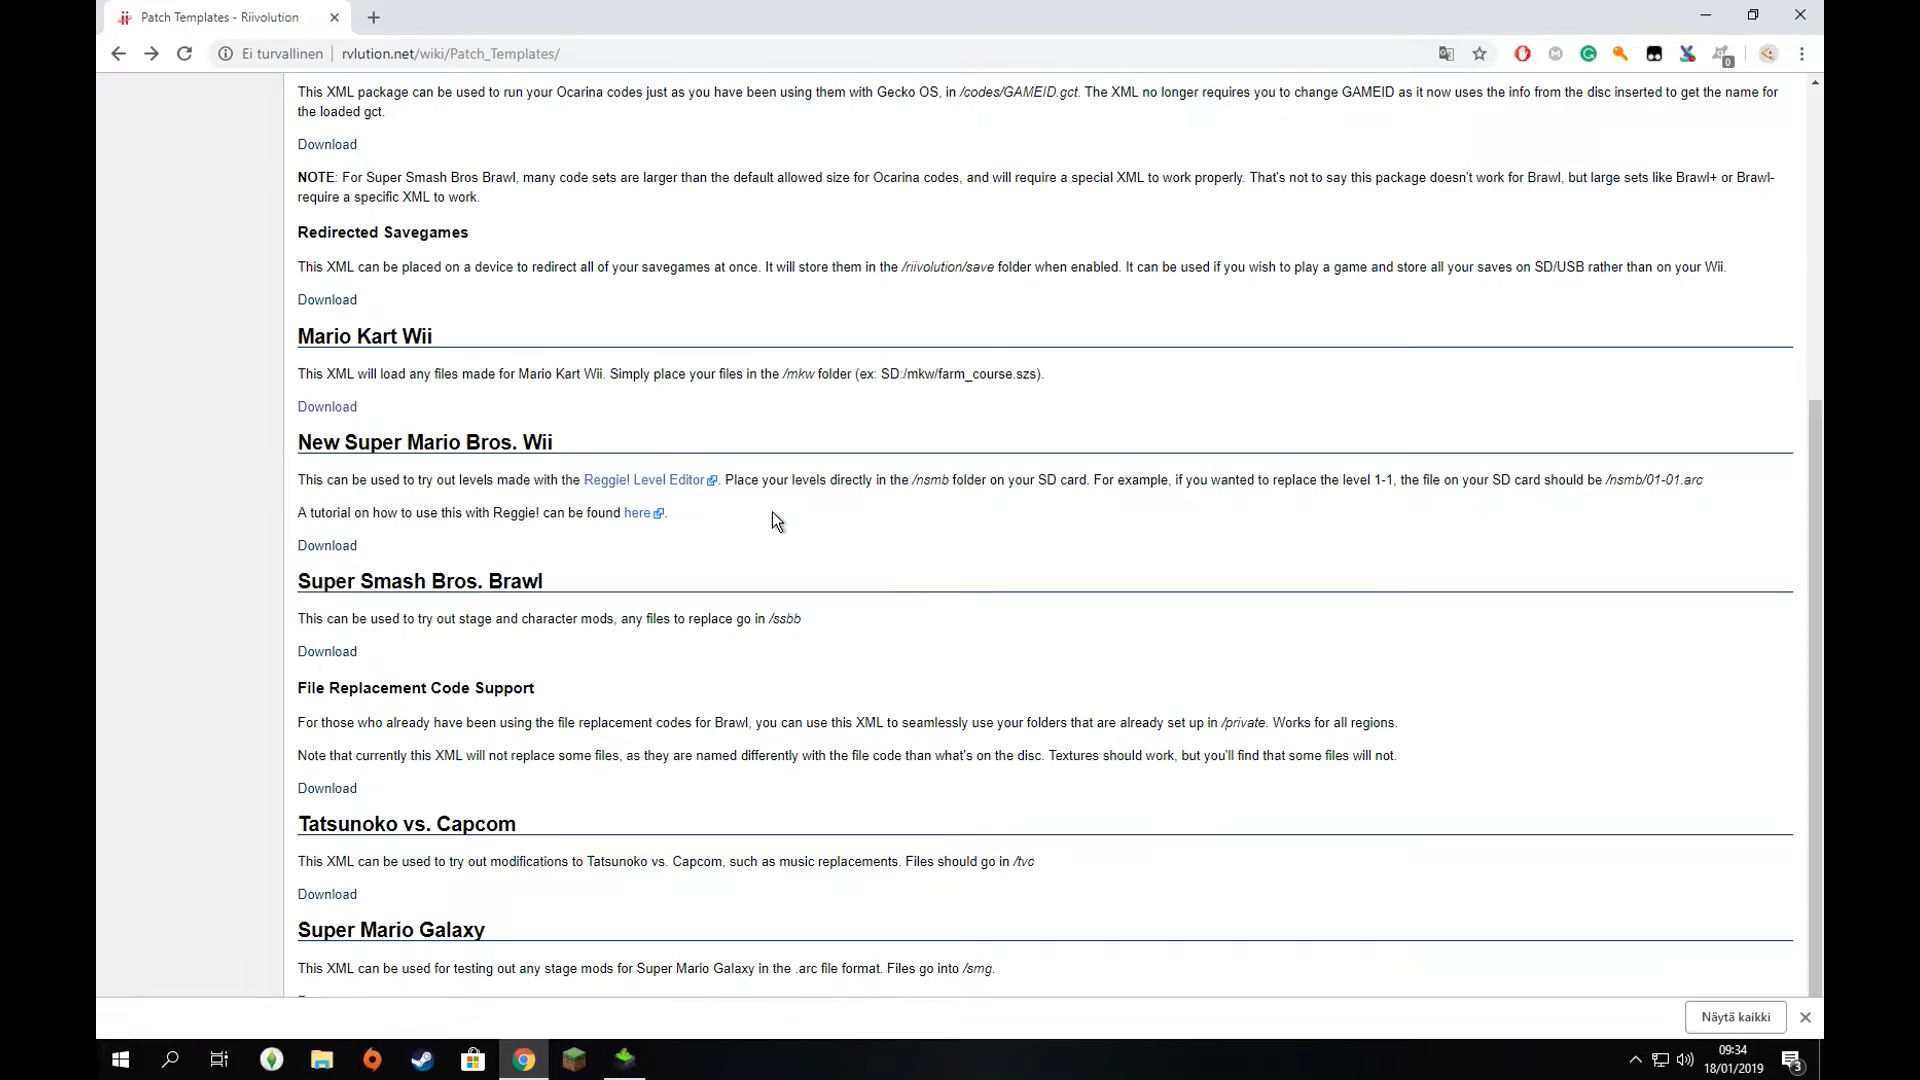 Patch Templates - Riivolution
Ei turvallinen
rvlution.net/wiki/Patch_Templates/
0
This XML package can be used to run your Ocarina codes just as you have been using them with Gecko OS, in /codes/GAMEID.gct. The XML no longer requires you to change GAMEID as it now uses the info from the disc inserted to get the name for
the loaded gct.
Download
NOTE: For Super Smash Bros Brawl, many code sets are larger than the default allowed size for Ocarina codes, and will require a special XML to work properly. That's not to say this package doesn't work for Brawl, but large sets like Brawl+ or Brawl-
require a specific XML to work.
Redirected Savegames
This XML can be placed on a device to redirect all of your savegames at once. It will store them in the /riivolution/save folder when enabled. It can be used if you wish to play a game and store all your saves on SD/USB rather than on your Wii.
Download
Mario Kart Wii
This XML will load any files made for Mario Kart Wii. Simply place your files in the /mkw folder (ex: SD:/mkw/farm_course.szs).
Download
New Super Mario Bros. Wii
This can be used to try out levels made with the Reggie! Level Editor. Place your levels directly in the /nsmb folder on your SD card. For example, if you wanted to replace the level 1-1, the file on your SD card should be /nsmb/01-01.arc
A tutorial on how to use this with Reggie! can be found here.
Download
Super Smash Bros. Brawl
This can be used to try out stage and character mods, any files to replace go in /ssbb
Download
File Replacement Code Support
For those who already have been using the file replacement codes for Brawl, you can use this XML to seamlessly use your folders that are already set up in /private. Works for all regions.
Note that currently this XML will not replace some files, as they are named differently with the file code than what's on the disc. Textures should work, but you'll find that some files will not.
Download
Tatsunoko vs. Capcom
This XML can be used to try out modifications to Tatsunoko vs. Capcom, such as music replacements. Files should go in /tvc
Download
Super Mario Galaxy
This XML can be used for testing out any stage mods for Super Mario Galaxy in the .arc file format. Files go into /smg.
Näytä kaikki
09:34
18/01/2019
3